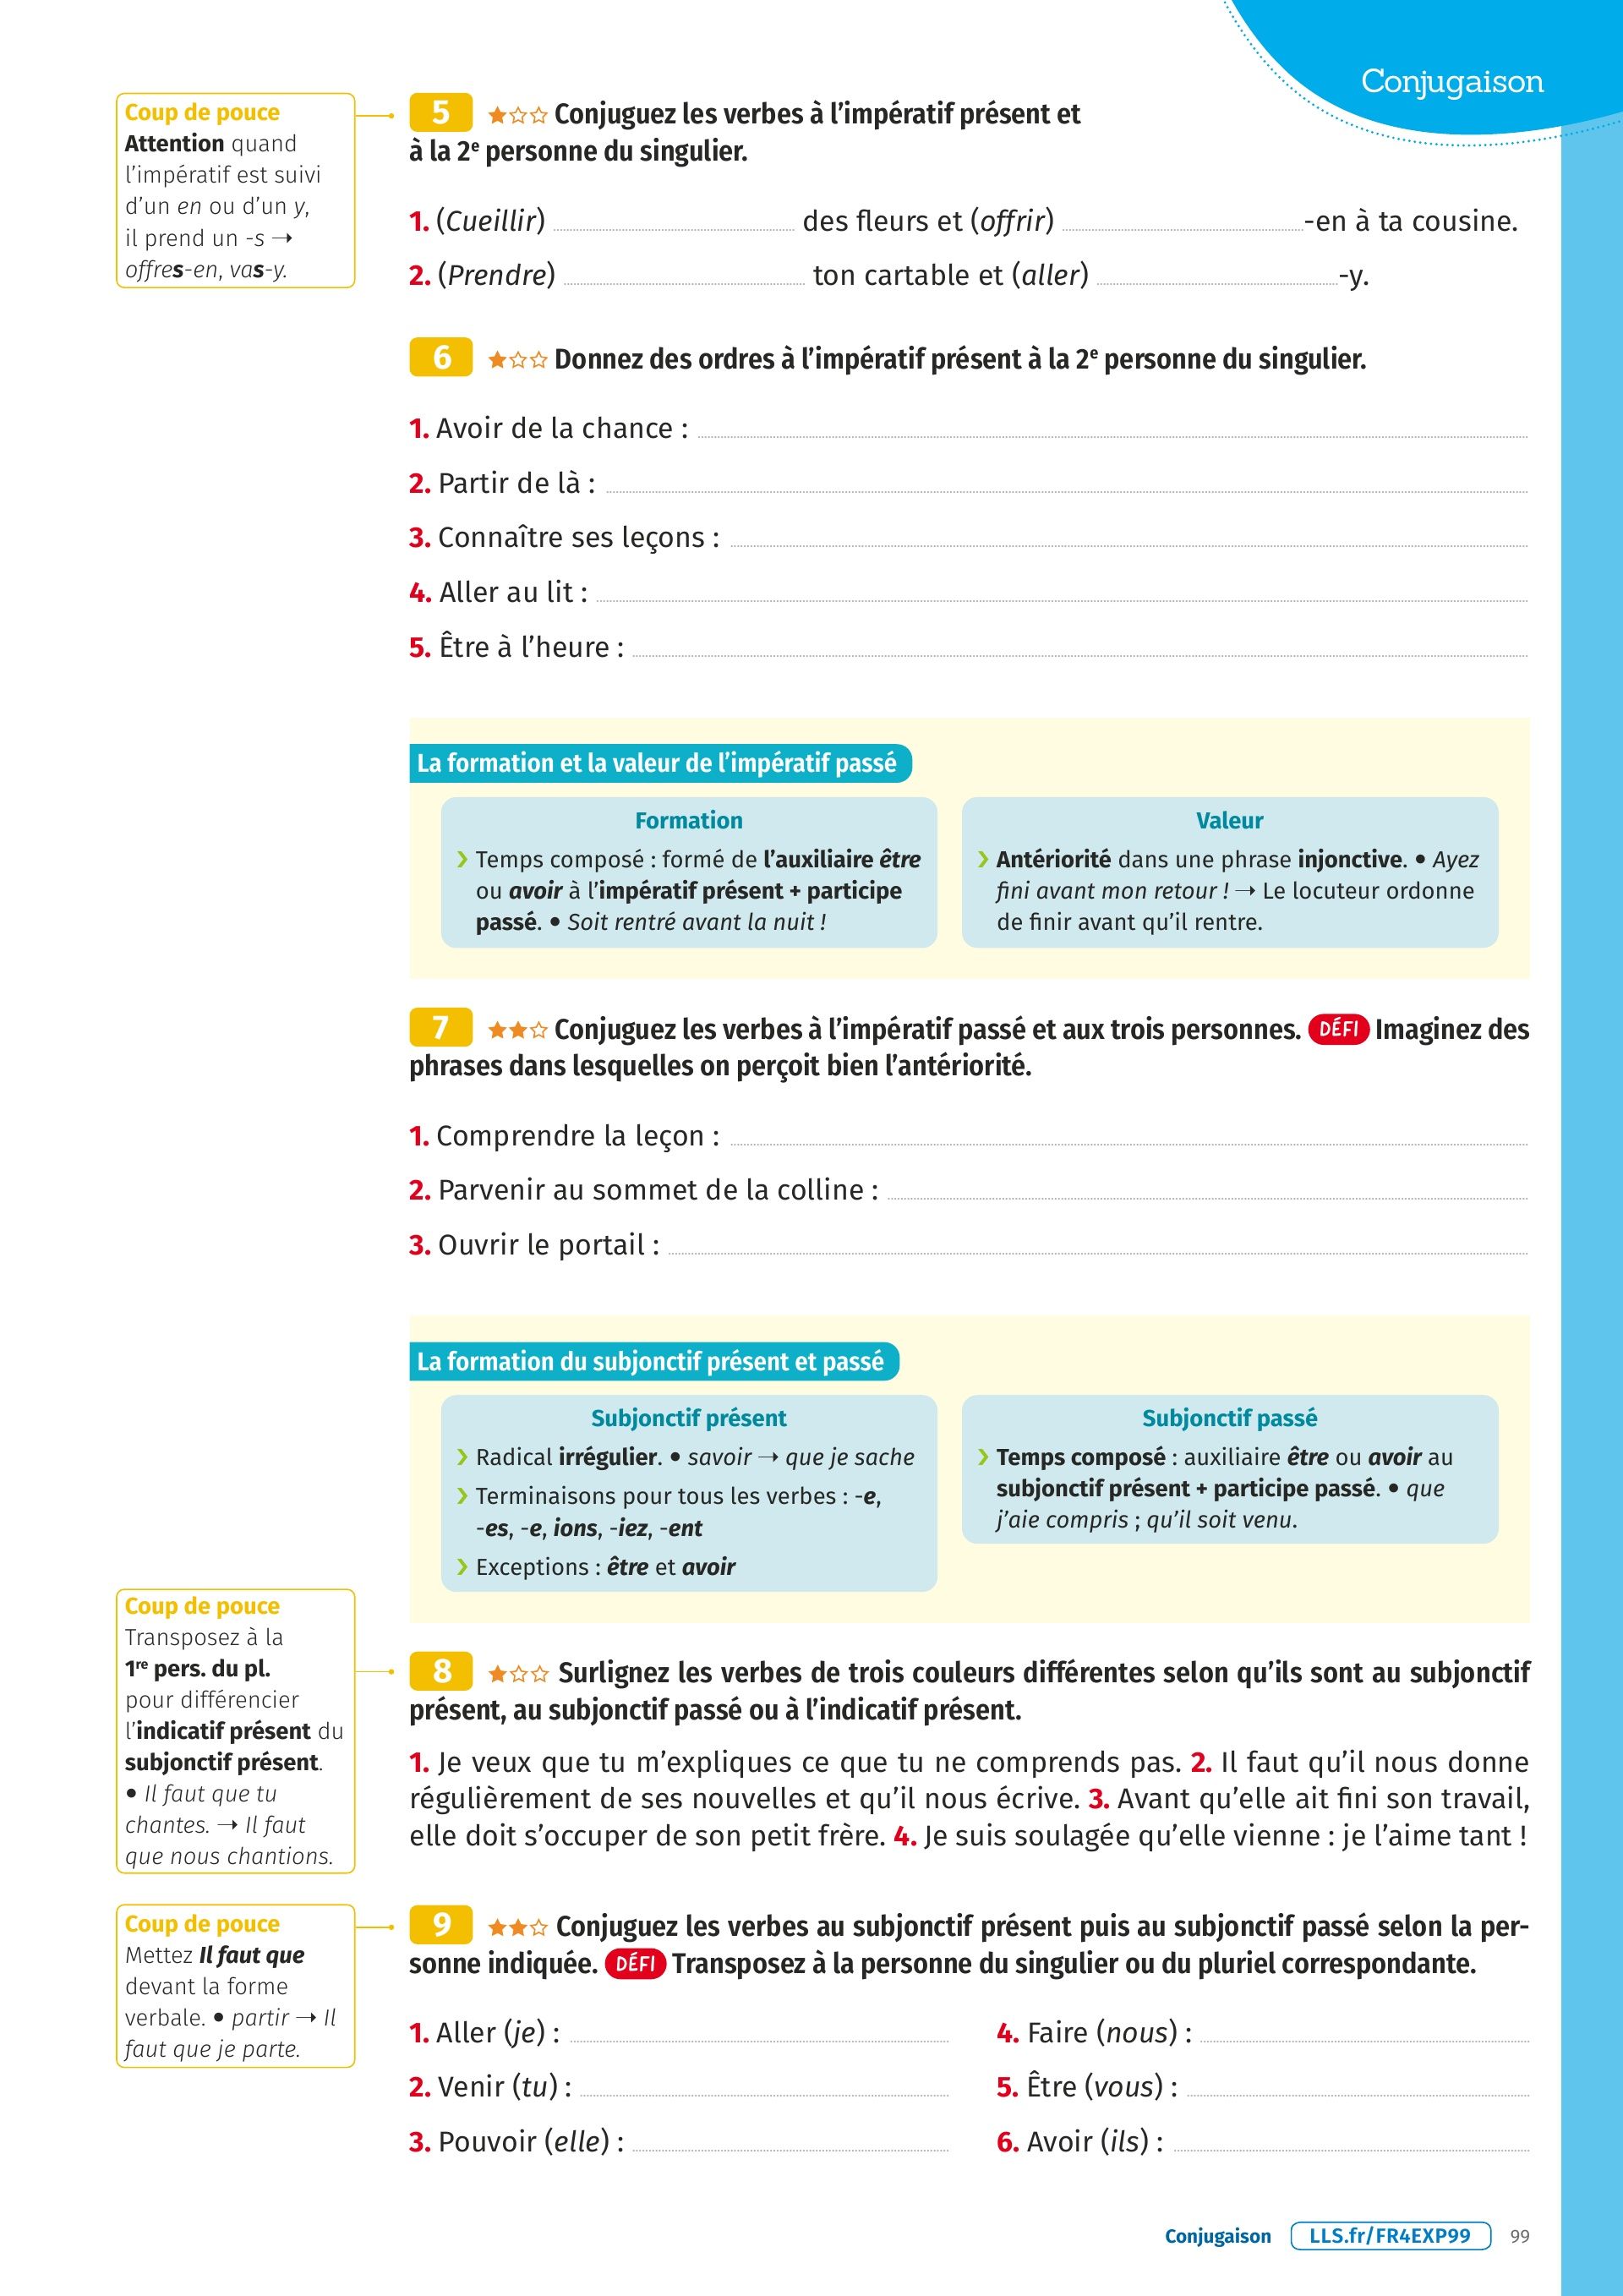 Conjugaison
Coup de pouce
Attention quand
l’impératif est suivi
d’un en ou d’un y,
il prend un -s →
offres-en, vas-y.
5 ★☆☆ Conjuguez les verbes à l’impératif présent et
à la 2e personne du singulier.
1. (Cueillir) des fleurs et (offrir) -en à ta cousine.
2. (Prendre) ton cartable et (aller) -y.
6 ★☆☆ Donnez des ordres à l’impératif présent à la 2e personne du singulier.
1. Avoir de la chance :
2. Partir de là :
3. Connaître ses leçons :
4. Aller au lit :
5. Être à l’heure :
La formation et la valeur de l’impératif passé
Formation
› Temps composé : formé de l’auxiliaire être
ou avoir à l’impératif présent + participe
passé. • Soit rentré avant la nuit !
Valeur
› Antériorité dans une phrase injonctive. • Ayez
fini avant mon retour ! → Le locuteur ordonne
de finir avant qu’il rentre.
7 ★★☆ Conjuguez les verbes à l’impératif passé et aux trois personnes. DÉFI Imaginez des
phrases dans lesquelles on perçoit bien l’antériorité.
1. Comprendre la leçon :
2. Parvenir au sommet de la colline :
3. Ouvrir le portail :
La formation du subjonctif présent et passé
Subjonctif présent
› Radical irrégulier. • savoir → que je sache
› Terminaisons pour tous les verbes : -e,
-es, -e, ions, -iez, -ent
› Exceptions : être et avoir
Subjonctif passé
› Temps composé : auxiliaire être ou avoir au
subjonctif présent + participe passé. • que
j’aie compris ; qu’il soit venu.
Coup de pouce
Transposez à la
1re pers. du pl.
pour différencier
l’indicatif présent du
subjonctif présent.
• Il faut que tu
chantes. → Il faut
que nous chantions.
8 ★☆☆ Surlignez les verbes de trois couleurs différentes selon qu’ils sont au subjonctif
présent, au subjonctif passé ou à l’indicatif présent.
1. Je veux que tu m’expliques ce que tu ne comprends pas. 2. Il faut qu’il nous donne
régulièrement de ses nouvelles et qu’il nous écrive. 3. Avant qu’elle ait fini son travail,
elle doit s’occuper de son petit frère. 4. Je suis soulagée qu’elle vienne : je l’aime tant !
Coup de pouce
Mettez Il faut que
devant la forme
verbale. • partir → Il
faut que je parte.
9 ★★☆ Conjuguez les verbes au subjonctif présent puis au subjonctif passé selon la per-
sonne indiquée. DÉFI Transposez à la personne du singulier ou du pluriel correspondante.
1. Aller (je) :
2. Venir (tu) :
3. Pouvoir (elle) :
4. Faire (nous) :
5. Être (vous) :
6. Avoir (ils) :
Conjugaison LLS.fr/FR4EXP99 99